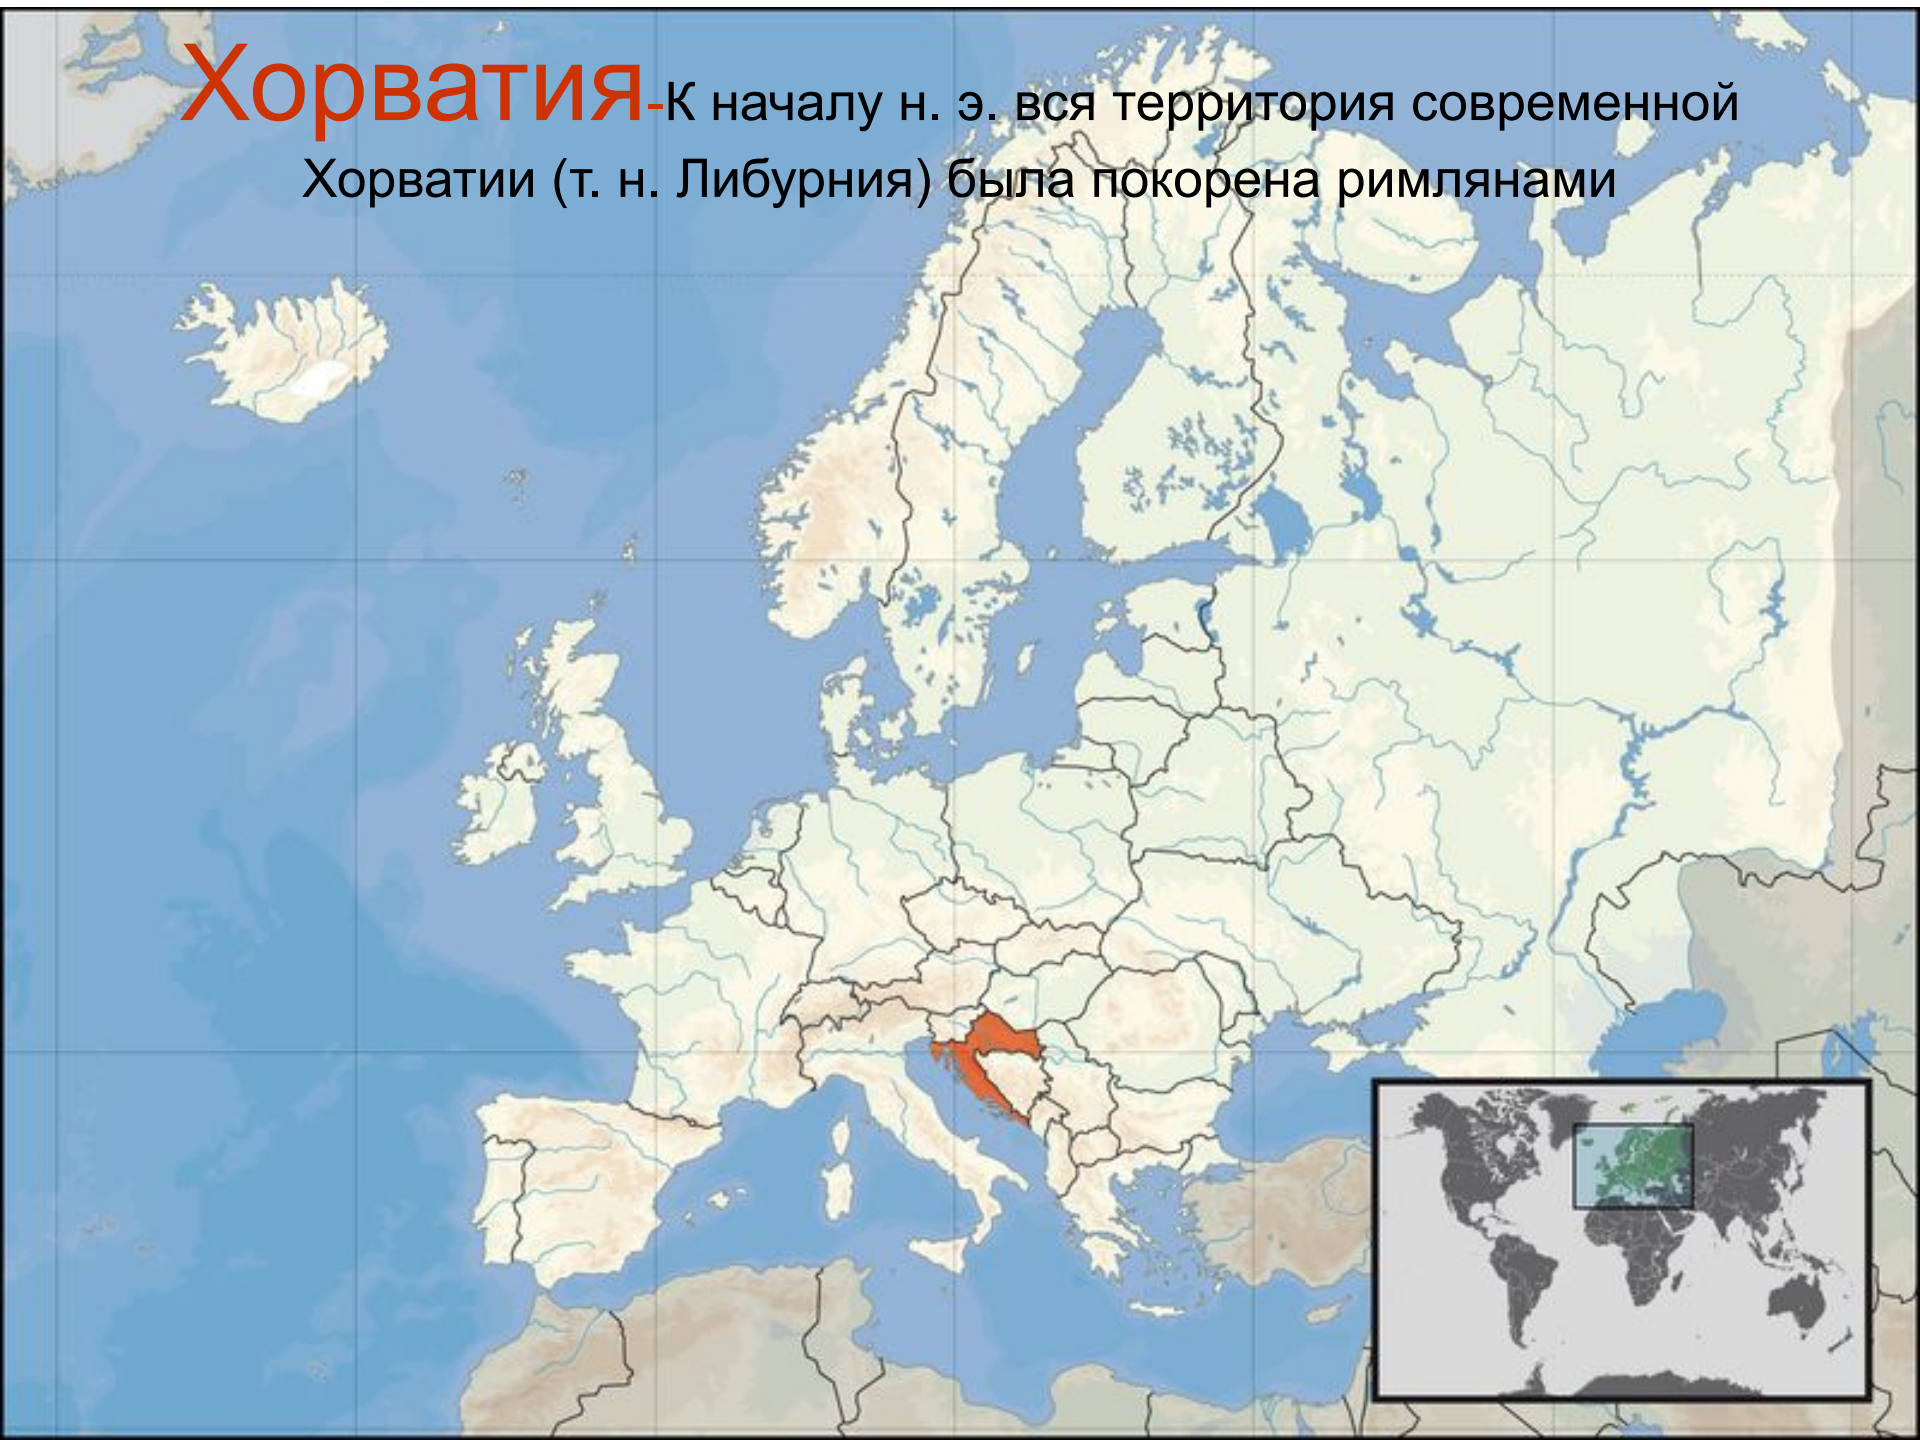 Хорватия-К началу н. э. вся территория современной
Хорватии (т. н. Либурния) была покорена римлянами